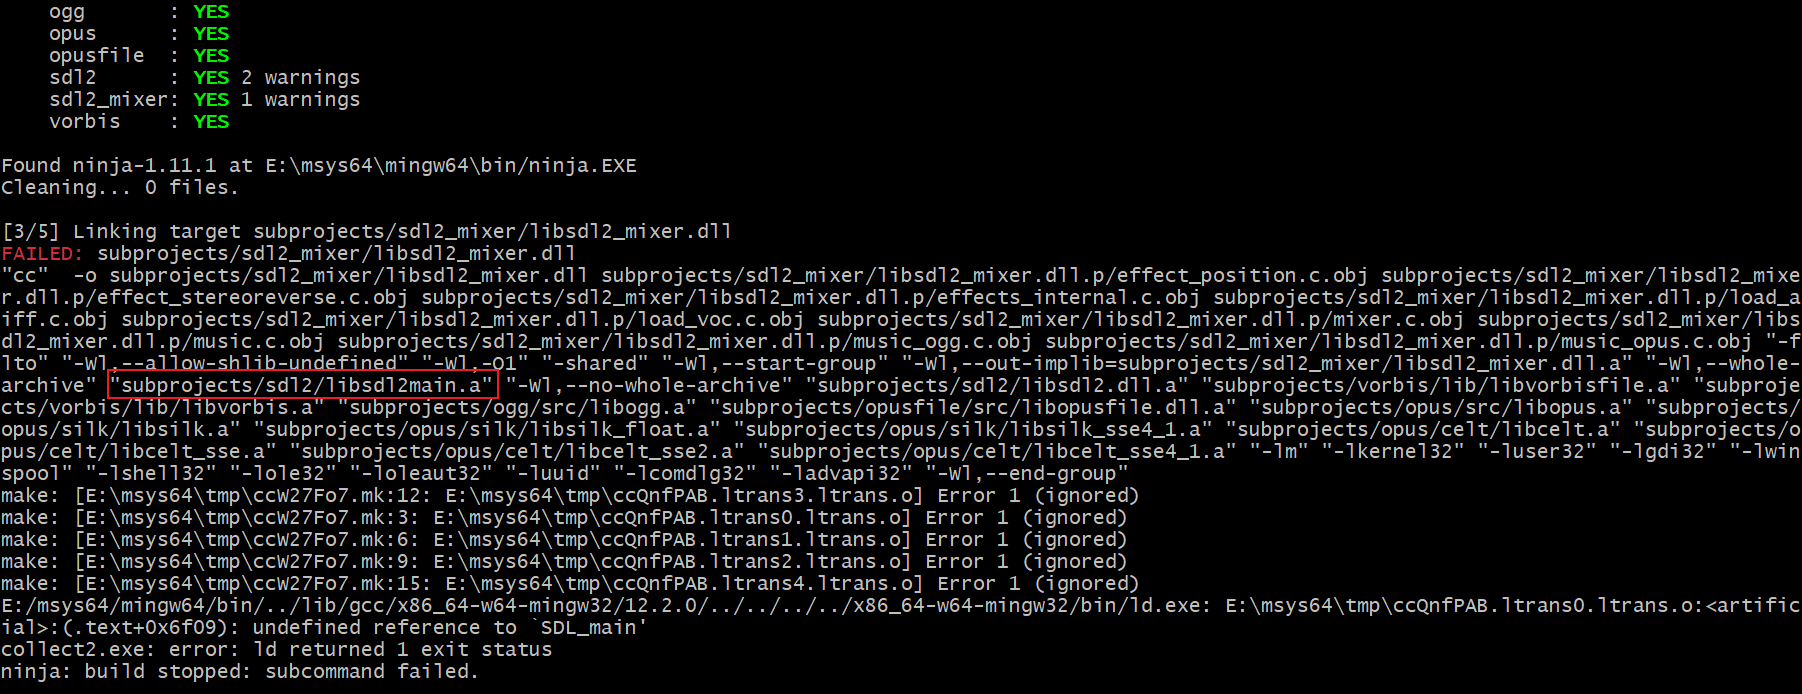 ogg       : YES
opus      : YES
opusfile  : YES
sdl2      : YES 2 warnings
sdl2_mixer: YES 1 warnings
vorbis    : YES
Found ninja-1.11.1 at E:\msys64\mingw64\bin/ninja.EXE
Cleaning... 0 files.
[3/5] Linking target subprojects/sdl2_mixer/libsdl2_mixer.dll
FAILED: subprojects/sdl2_mixer/libsdl2_mixer.dll
"cc"  -o subprojects/sdl2_mixer/libsdl2_mixer.dll subprojects/sdl2_mixer/libsdl2_mixer.dll.p/effect_position.c.obj subprojects/sdl2_mixer/libsdl2_mixe
r.dll.p/effect_stereoreverse.c.obj subprojects/sdl2_mixer/libsdl2_mixer.dll.p/effects_internal.c.obj subprojects/sdl2_mixer/libsdl2_mixer.dll.p/load_a
iff.c.obj subprojects/sdl2_mixer/libsdl2_mixer.dll.p/load_voc.c.obj subprojects/sdl2_mixer/libsdl2_mixer.dll.p/mixer.c.obj subprojects/sdl2_mixer/libs
dl2_mixer.dll.p/music.c.obj subprojects/sdl2_mixer/libsdl2_mixer.dll.p/music_ogg.c.obj subprojects/sdl2_mixer/libsdl2_mixer.dll.p/music_opus.c.obj "-f
lto" "-Wl,--allow-shlib-undefined" "-Wl,-O1" "-shared" "-Wl,--start-group" "-Wl,--out-implib=subprojects/sdl2_mixer/libsdl2_mixer.dll.a" "-Wl,--whole-
archive" "subprojects/sdl2/libsdl2main.a" "-Wl,--no-whole-archive" "subprojects/sdl2/libsdl2.dll.a" "subprojects/vorbis/lib/libvorbisfile.a" "subproje
cts/vorbis/lib/libvorbis.a" "subprojects/ogg/src/libogg.a" "subprojects/opusfile/src/libopusfile.dll.a" "subprojects/opus/src/libopus.a" "subprojects/
opus/silk/libsilk.a" "subprojects/opus/silk/libsilk_float.a" "subprojects/opus/silk/libsilk_sse4_1.a" "subprojects/opus/celt/libcelt.a" "subprojects/o
pus/celt/libcelt_sse.a" "subprojects/opus/celt/libcelt_sse2.a" "subprojects/opus/celt/libcelt_sse4_1.a" "-lm" "-lkernel32" "-luser32" "-lgdi32" "-lwin
spool" "-lshell32" "-lole32" "-loleaut32" "-luuid" "-lcomdlg32" "-ladvapi32" "-Wl,--end-group"
make: [E:\msys64\tmp\ccW27Fo7.mk:12: E:\msys64\tmp\ccQnfPAB.ltrans3.ltrans.o] Error 1 (ignored)
make: [E:\msys64\tmp\ccW27Fo7.mk:3: E:\msys64\tmp\ccQnfPAB.ltrans0.ltrans.o] Error 1 (ignored)
make: [E:\msys64\tmp\ccW27Fo7.mk:6: E:\msys64\tmp\ccQnfPAB.ltrans1.ltrans.o] Error 1 (ignored)
make: [E:\msys64\tmp\ccW27Fo7.mk:9: E:\msys64\tmp\ccQnfPAB.ltrans2.ltrans.o] Error 1 (ignored)
make: [E:\msys64\tmp\ccW27Fo7.mk:15: E:\msys64\tmp\ccQnfPAB.ltrans4.ltrans.o] Error 1 (ignored)
E:/msys64/mingw64/bin/../lib/gcc/x86_64-w64-mingw32/12.2.0/../../../../x86_64-w64-mingw32/bin/ld.exe: E:\msys64\tmp\ccQnfPAB.ltrans0.ltrans.o:<artific
ial>:(.text+0x6f09): undefined reference to `SDL_main'
collect2.exe: error: ld returned 1 exit status
ninja: build stopped: subcommand failed.